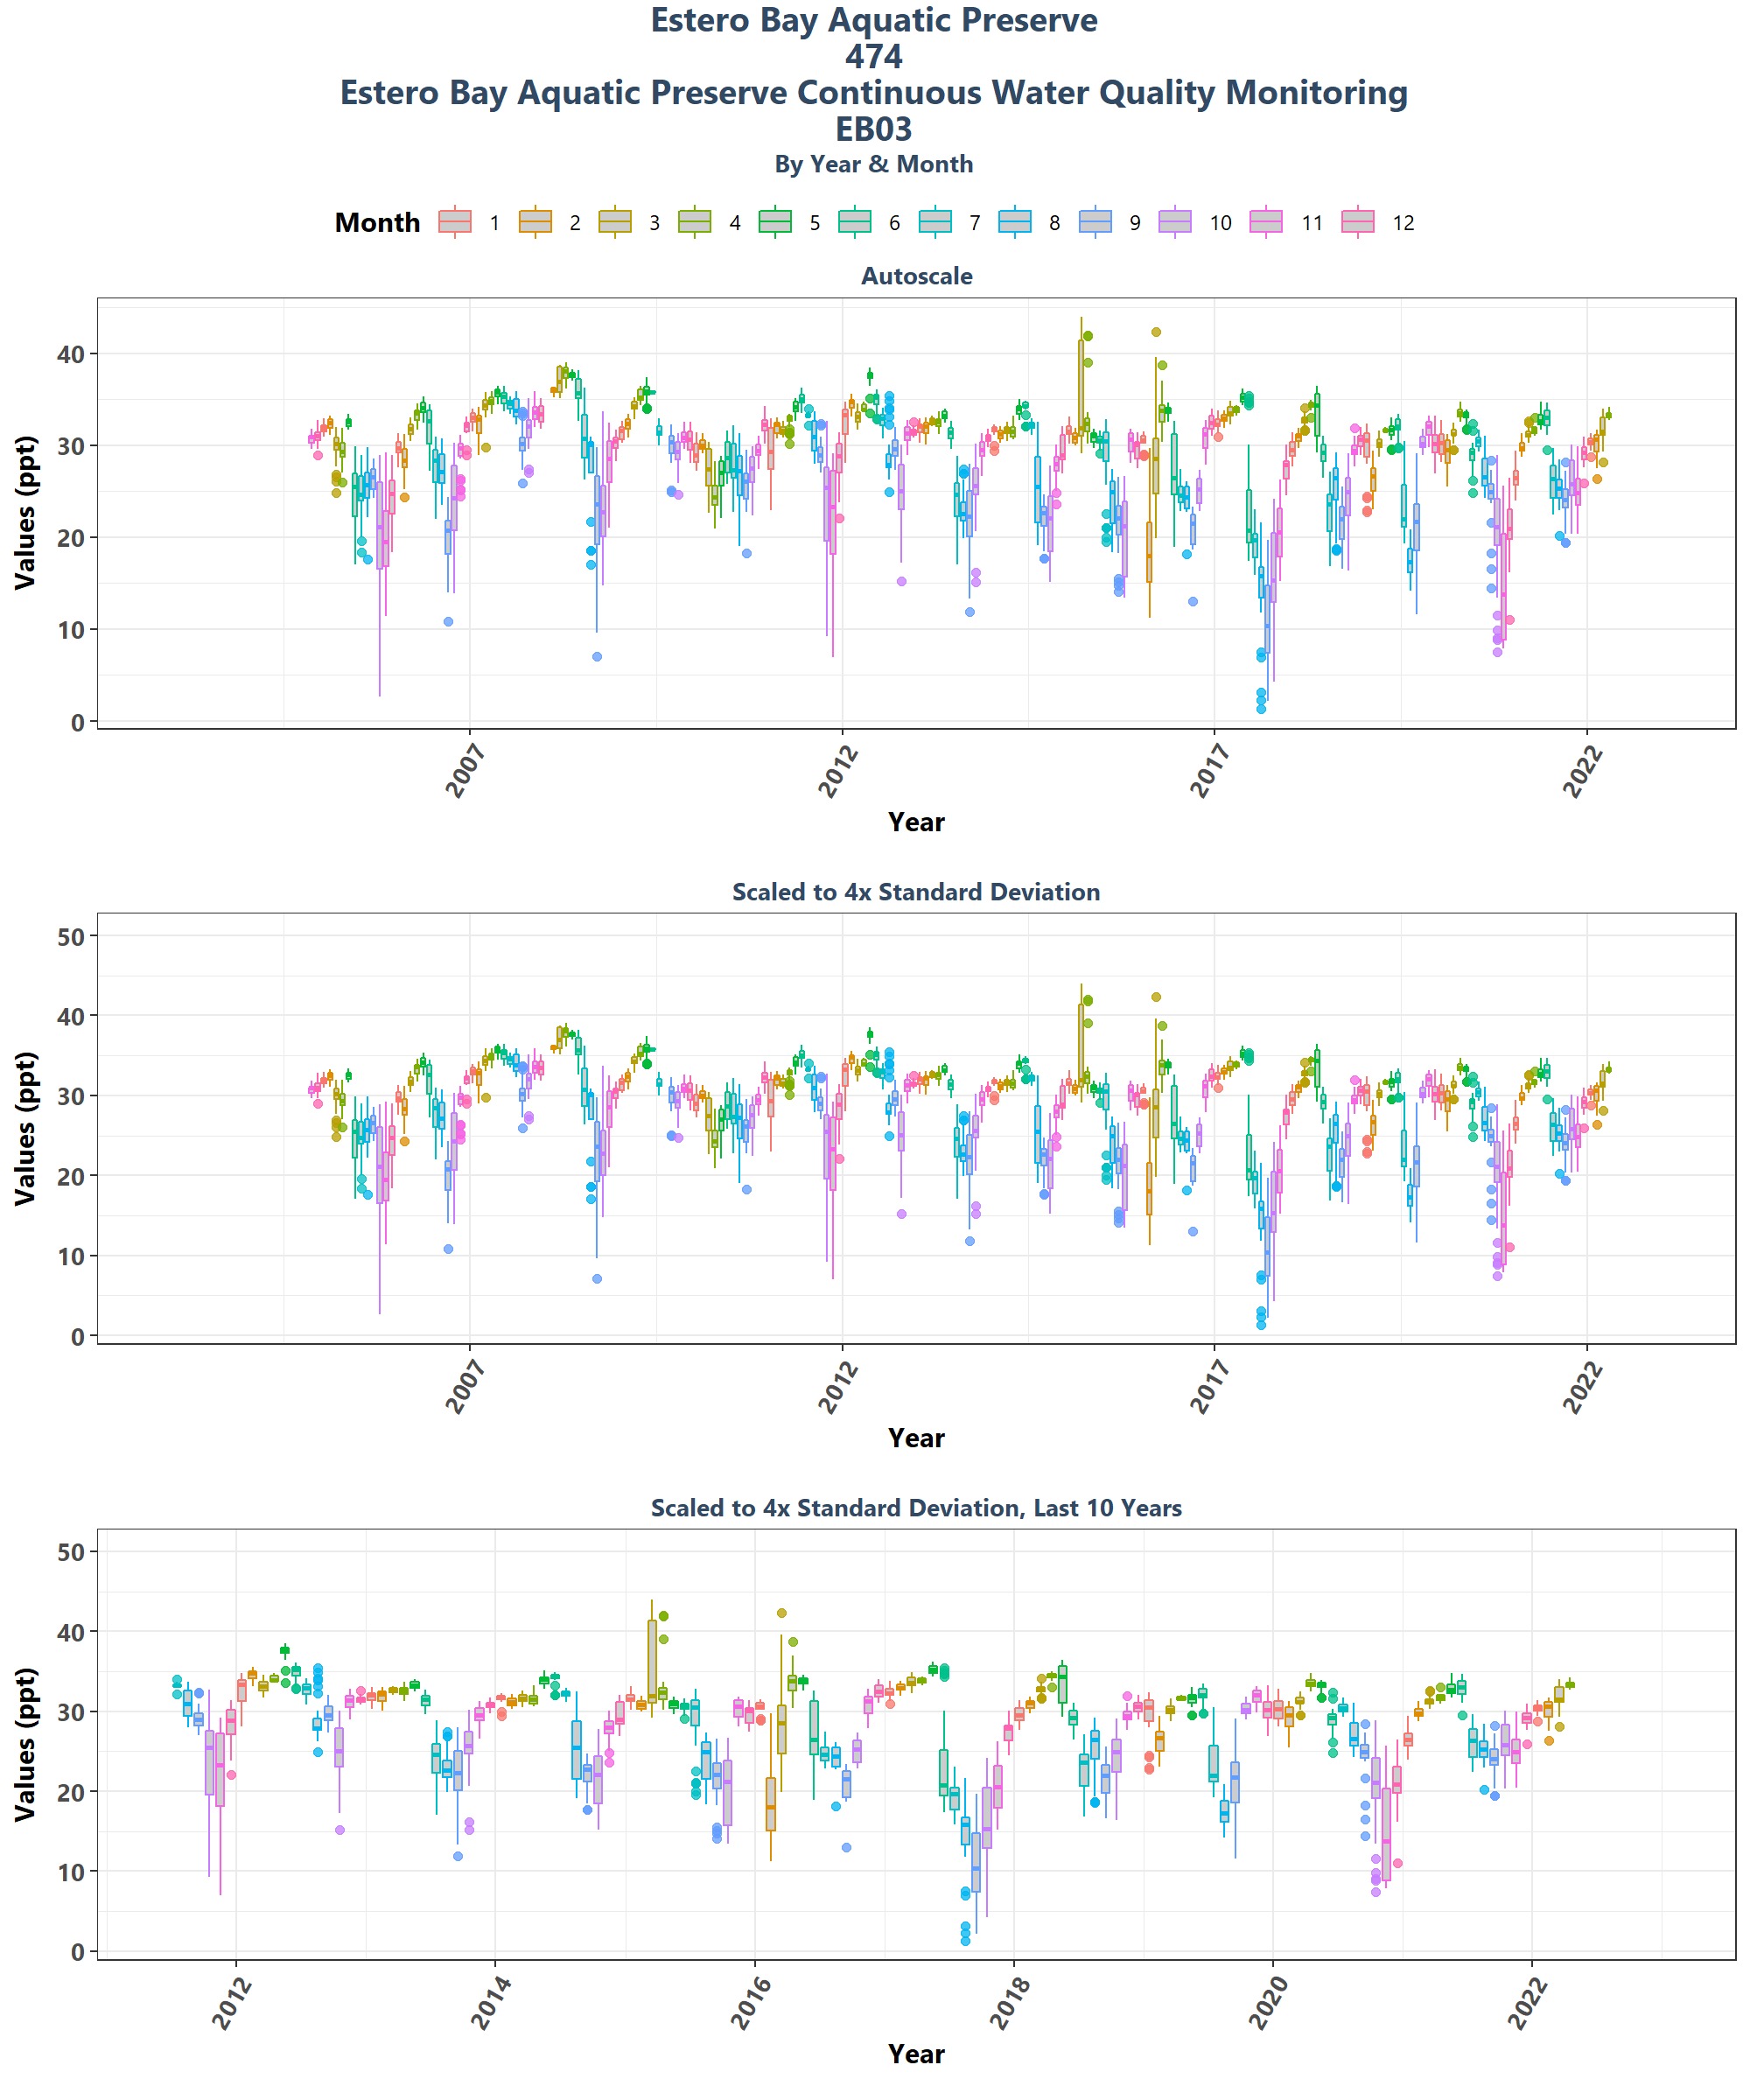 Estero Bay Aquatic Preserve
474
Estero Bay Aquatic Preserve Continuous Water Quality Monitoring
EB03
By Year & Month
Month 1 2 3 4 5 6 7 8 9 10 11 12
Autoscale
Values (ppt)
40
30
20
10
0
2007 2012 2017 2022
Year
Scaled to 4x Standard Deviation
Values (ppt)
50
40
30
20
10
0
2007 2012 2017 2022
Year
Scaled to 4x Standard Deviation, Last 10 Years
Values (ppt)
50
40
30
20
10
0
2012 2014 2016 2018 2020 2022
Year